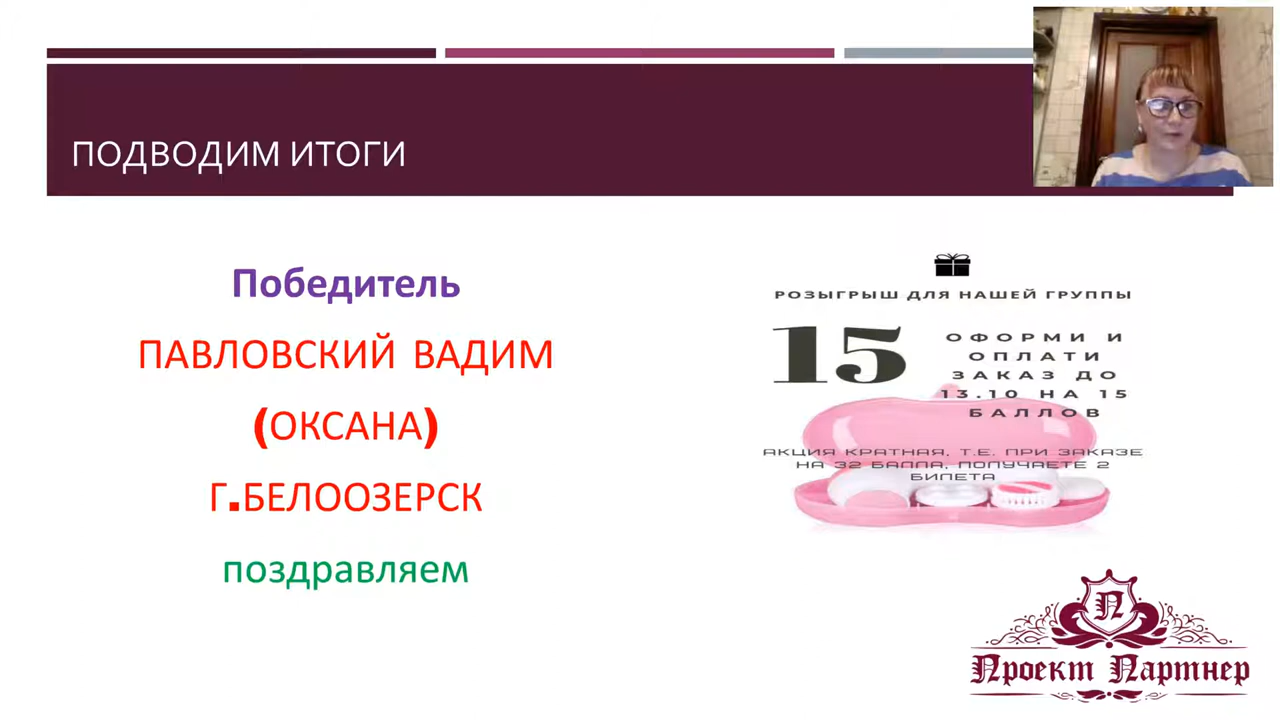 ПОДВОДИМ ИТОГИ
Победитель
ПАВЛОВСКИЙ ВАДИМ
(ОКСАНА)
Г.БЕЛООЗЕРСК
поздравляем
РОЗЫГРЫШ ДЛЯ НАШЕЙ ГРУППЫ
15
ОФОРМИ И
ОПЛАТИ
ЗАКАЗ ДО
13.10 НА 15
БАЛЛОВ
АКЦИЯ КРАТНАЯ, Т.Е. ПРИ ЗАКАЗЕ
НА 32 БАЛЛА, ПОЛУЧАЕТЕ 2
БИЛЕТА
П
Проект Партнер